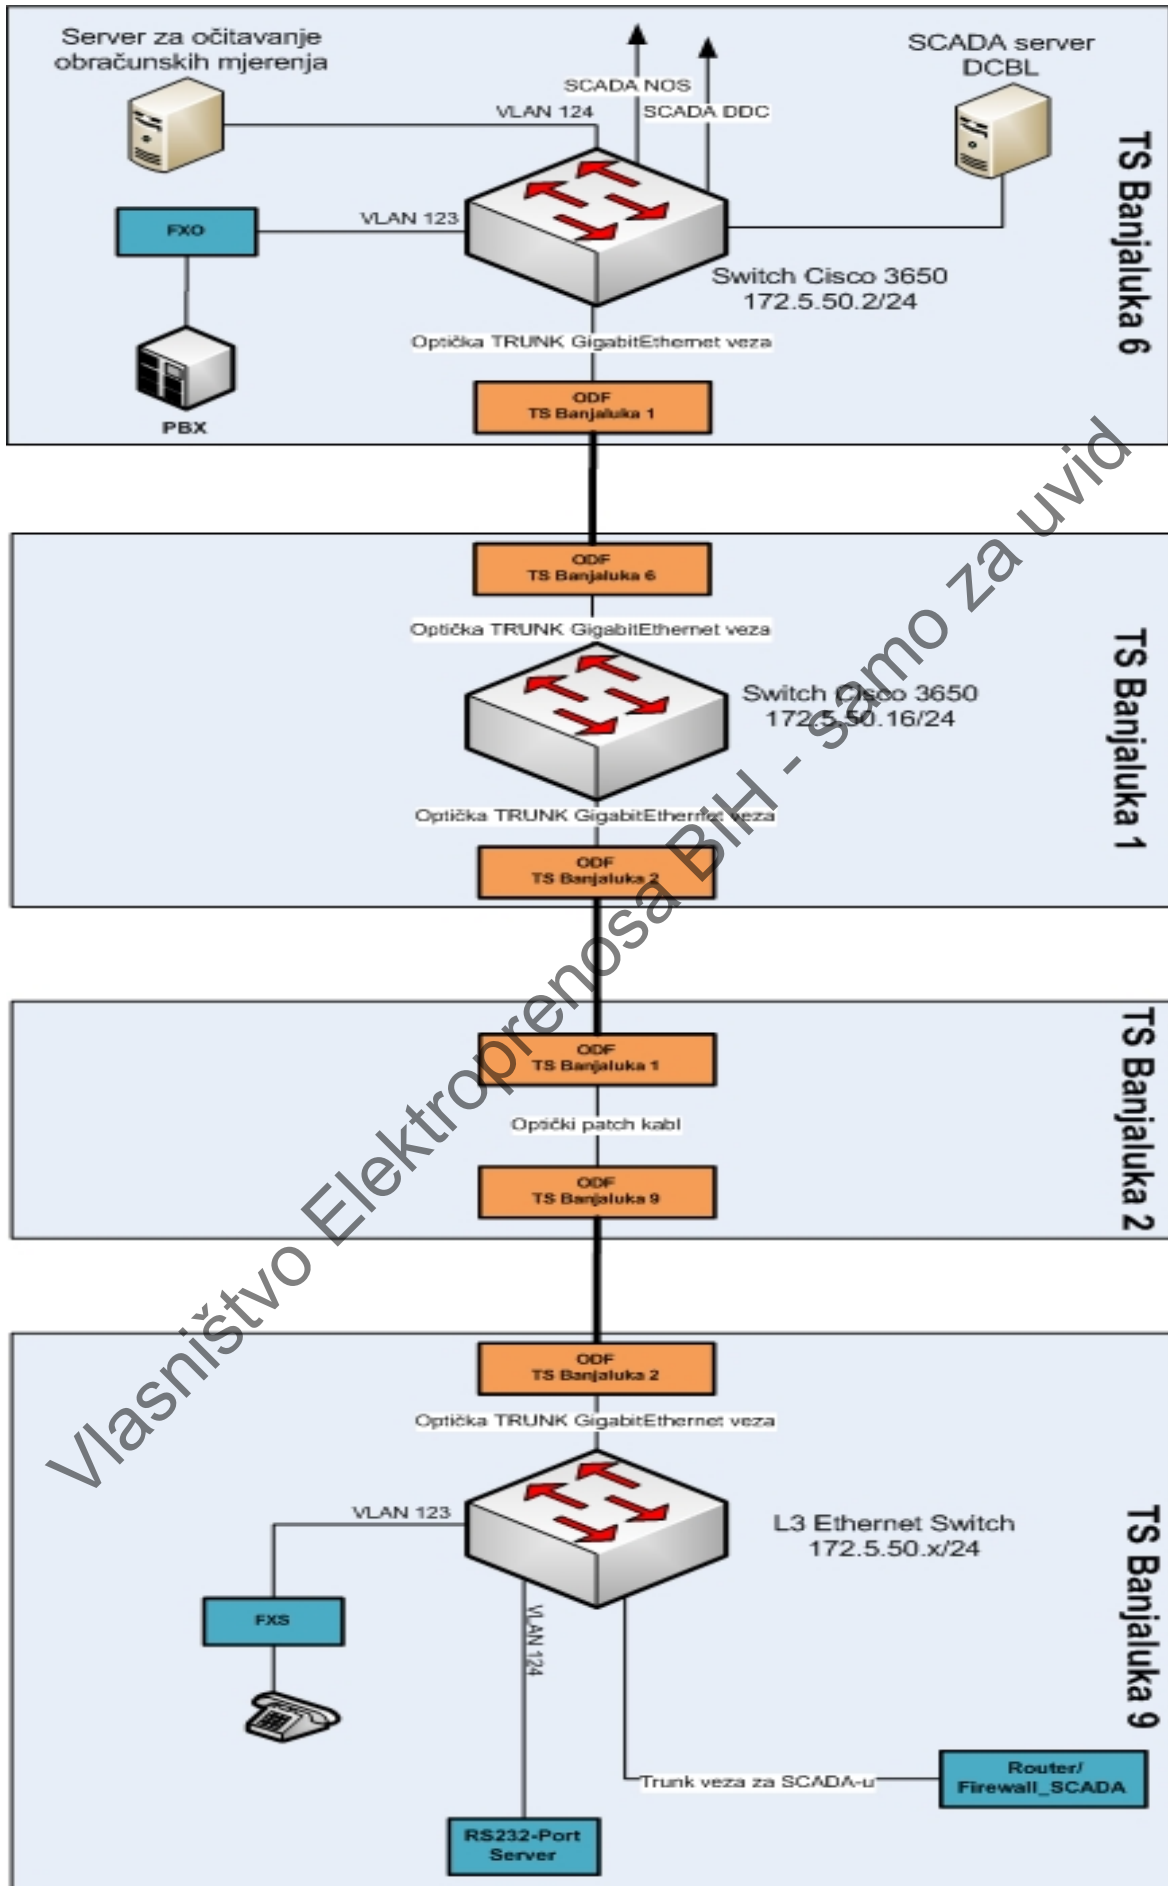 Server za očitavanje
obračunskih mjerenja
SCADA server
DCBL
SCADA NOS
SCADA DDC
VLAN 124
VLAN 123
FXO
PBX
Switch Cisco 3650
172.5.50.2/24
Optička TRUNK GigabitEthernet veza
ODF
TS Banjaluka 1
TS Banjaluka 6
ODF
TS Banjaluka 6
Optička TRUNK GigabitEthernet veza
Switch Cisco 3650
172.5.50.16/24
Optička TRUNK GigabitEthernet veza
ODF
TS Banjaluka 2
TS Banjaluka 1
ODF
TS Banjaluka 1
Optički patch kabl
ODF
TS Banjaluka 9
TS Banjaluka 2
ODF
TS Banjaluka 2
Optička TRUNK GigabitEthernet veza
VLAN 123
L3 Ethernet Switch
172.5.50.x/24
FXS
VLAN 124
Trunk veza za SCADA-u
Router/
Firewall_SCADA
RS232-Port
Server
TS Banjaluka 9
Vlasništvo Elektroprenosa BiH - samo za uvid